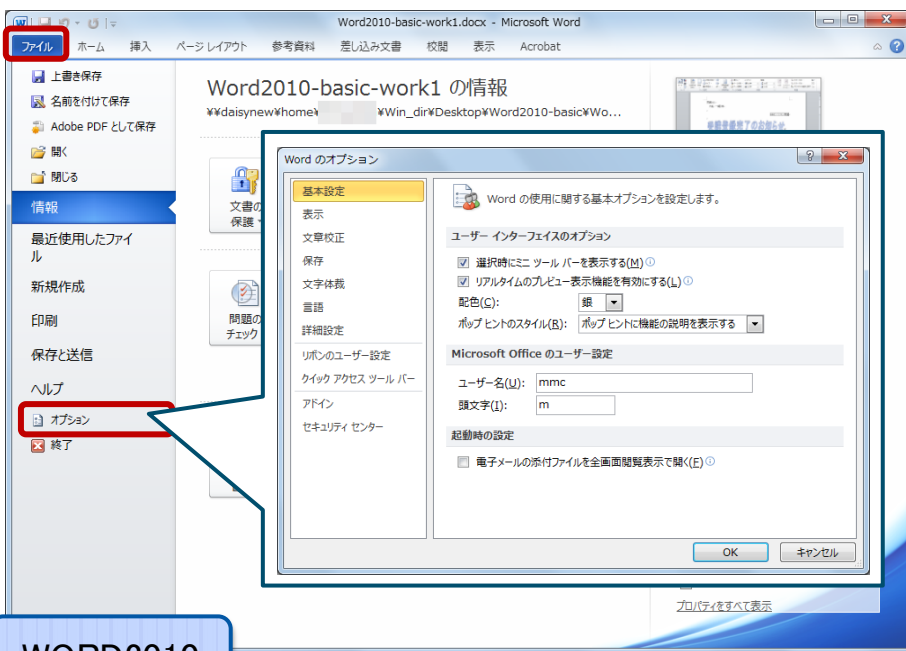 Word2010-basic-work1.docx - Microsoft Word
ファイル ホーム 挿入 ページ レイアウト 参考資料 差し込み文書 校閲 表示 Acrobat
上書き保存
名前を付けて保存
Adobe PDF として保存
開く
閉じる
情報
最近使用したファイ
ル
新規作成
印刷
保存と送信
ヘルプ
オプション
終了
Word2010-basic-work1 の情報
¥¥daisynew¥home¥ ¥Win_dir¥Desktop¥Word2010-basic¥Wo...
文書の
保護
問題の
チェック
Word のオプション
基本設定
表示
文章校正
保存
文字体裁
言語
詳細設定
リボンのユーザー設定
クイック アクセス ツール バー
アドイン
セキュリティ センター
Word の使用に関する基本オプションを設定します。
ユーザー インターフェイスのオプション
選択時にミニ ツール バーを表示する(M)
リアルタイムのプレビュー表示機能を有効にする(L)
配色(C): 銀
ポップ ヒントのスタイル(R): ポップ ヒントに機能の説明を表示する
Microsoft Office のユーザー設定
ユーザー名(U): mmc
頭文字(I): m
起動時の設定
電子メールの添付ファイルを全画面閲覧表示で開く(F)
OK キャンセル
プロパティをすべて表示
WORD2010